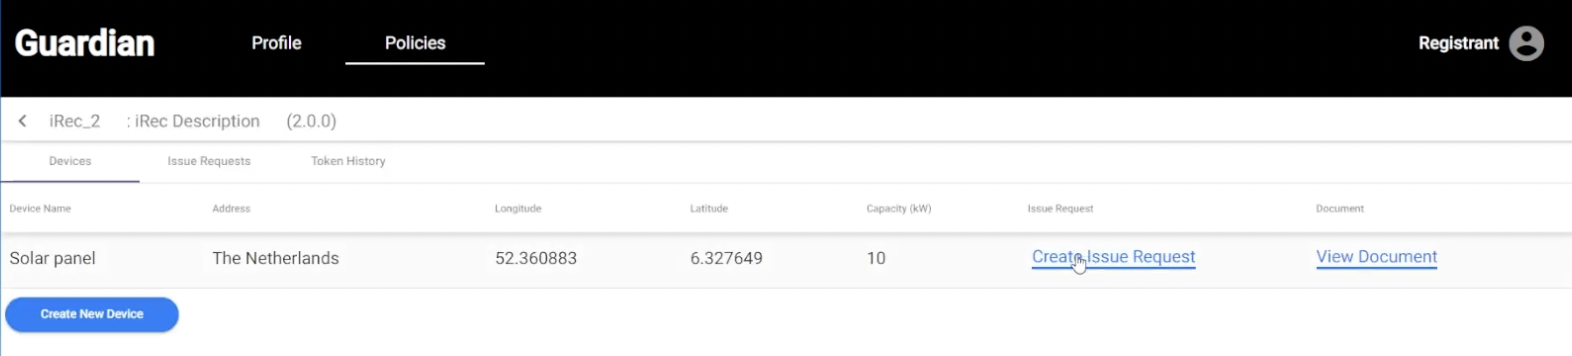 Guardian Profile Policies Registrant
iRec_2 : iRec Description (2.0.0)
Devices Issue Requests Token History
Device Name Address Longitude Latitude Capacity (kW) Issue Request Document
Solar panel The Netherlands 52.360883 6.327649 10 Create Issue Request View Document
Create New Device